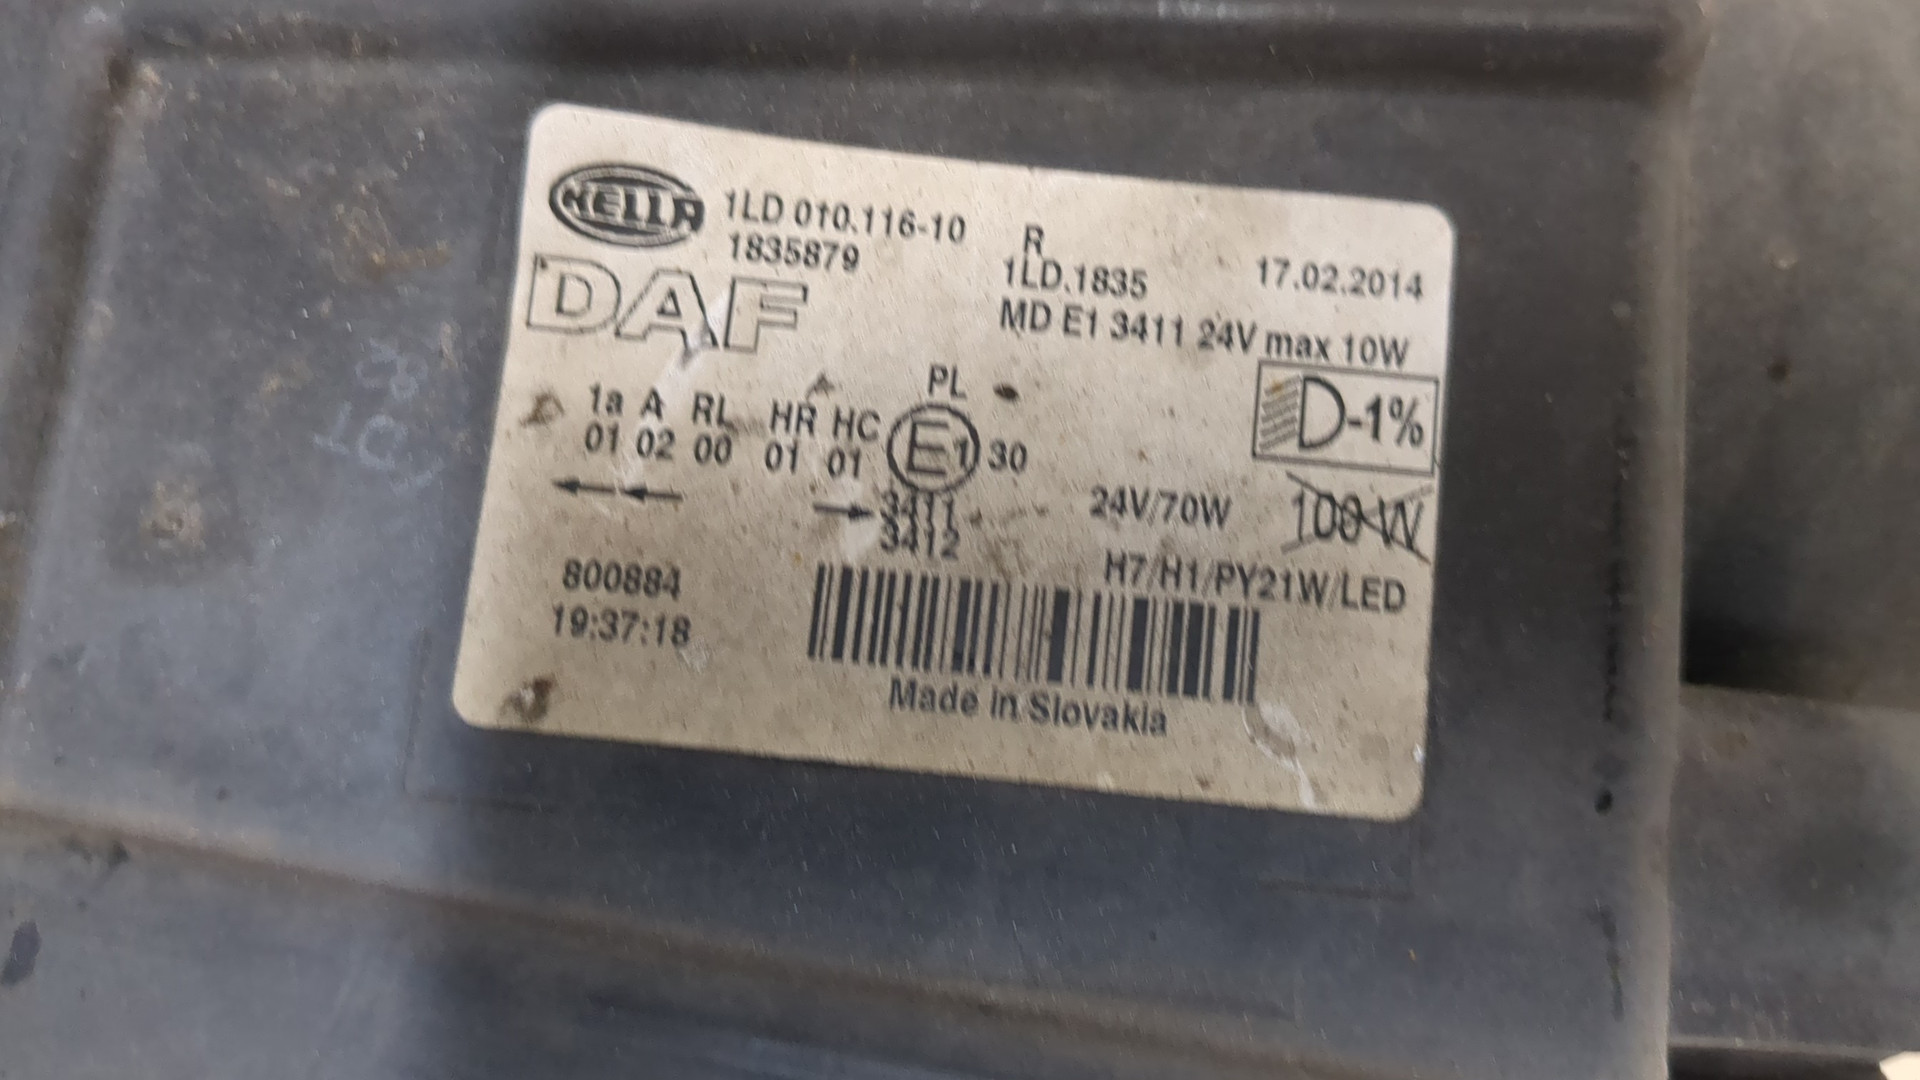 HELLA 1LD 010.116-10 R
1835879 1LD.1835 17.02.2014
DAF MD E1 3411 24V max 10W
PL
1a A RL HR HC D-1%
01 02 00 01 01 E1 30
3411 24V/70W 100 W
3412
800884 H7/H1/PY21W/LED
19:37:18
Made in Slovakia